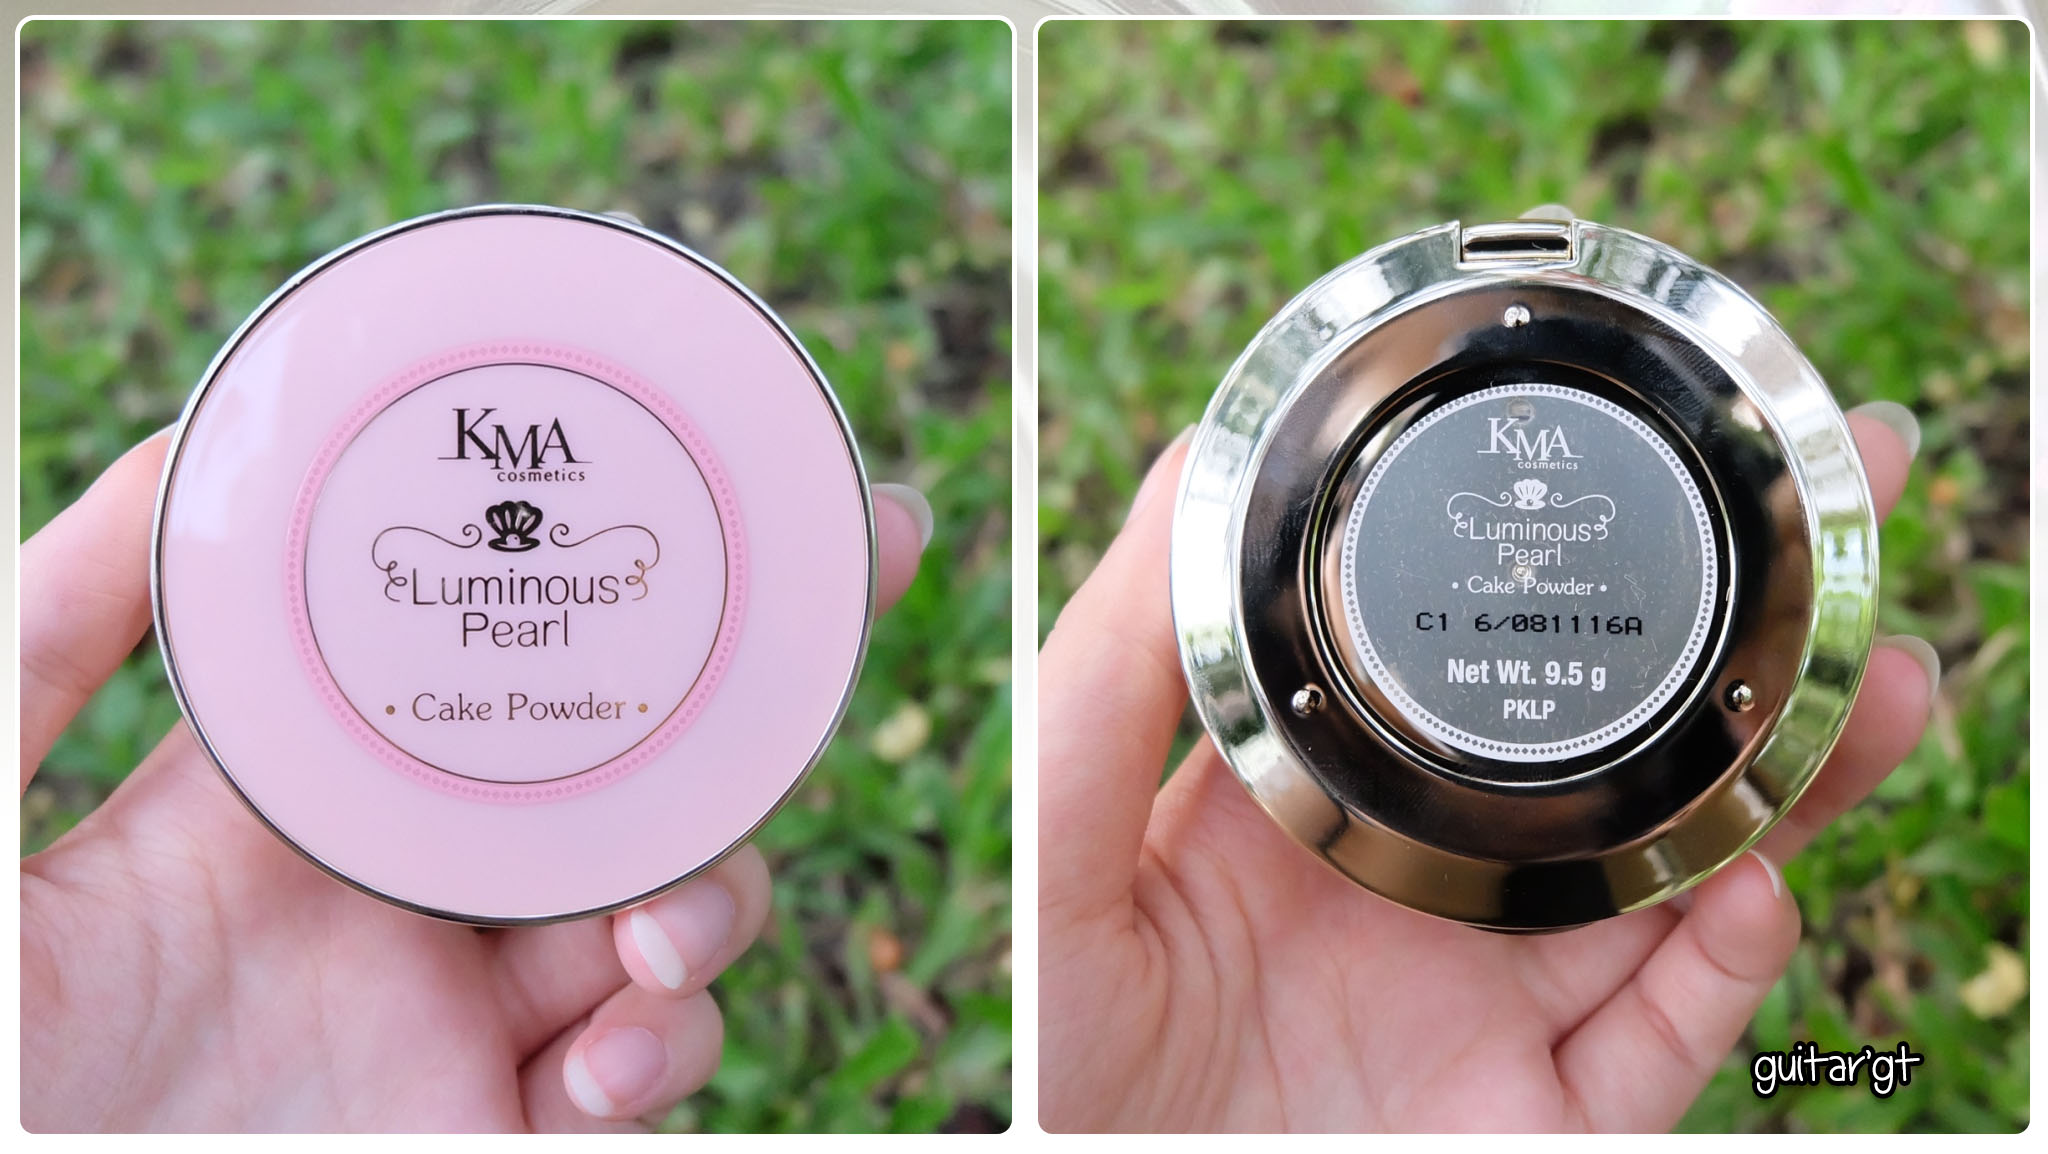 KMA
cosmetics
Luminous
Pearl
• Cake Powder •
KMA
cosmetics
Luminous
Pearl
• Cake Powder •
C1 6/081116A
Net Wt. 9.5 g
PKLP
guitar'gt